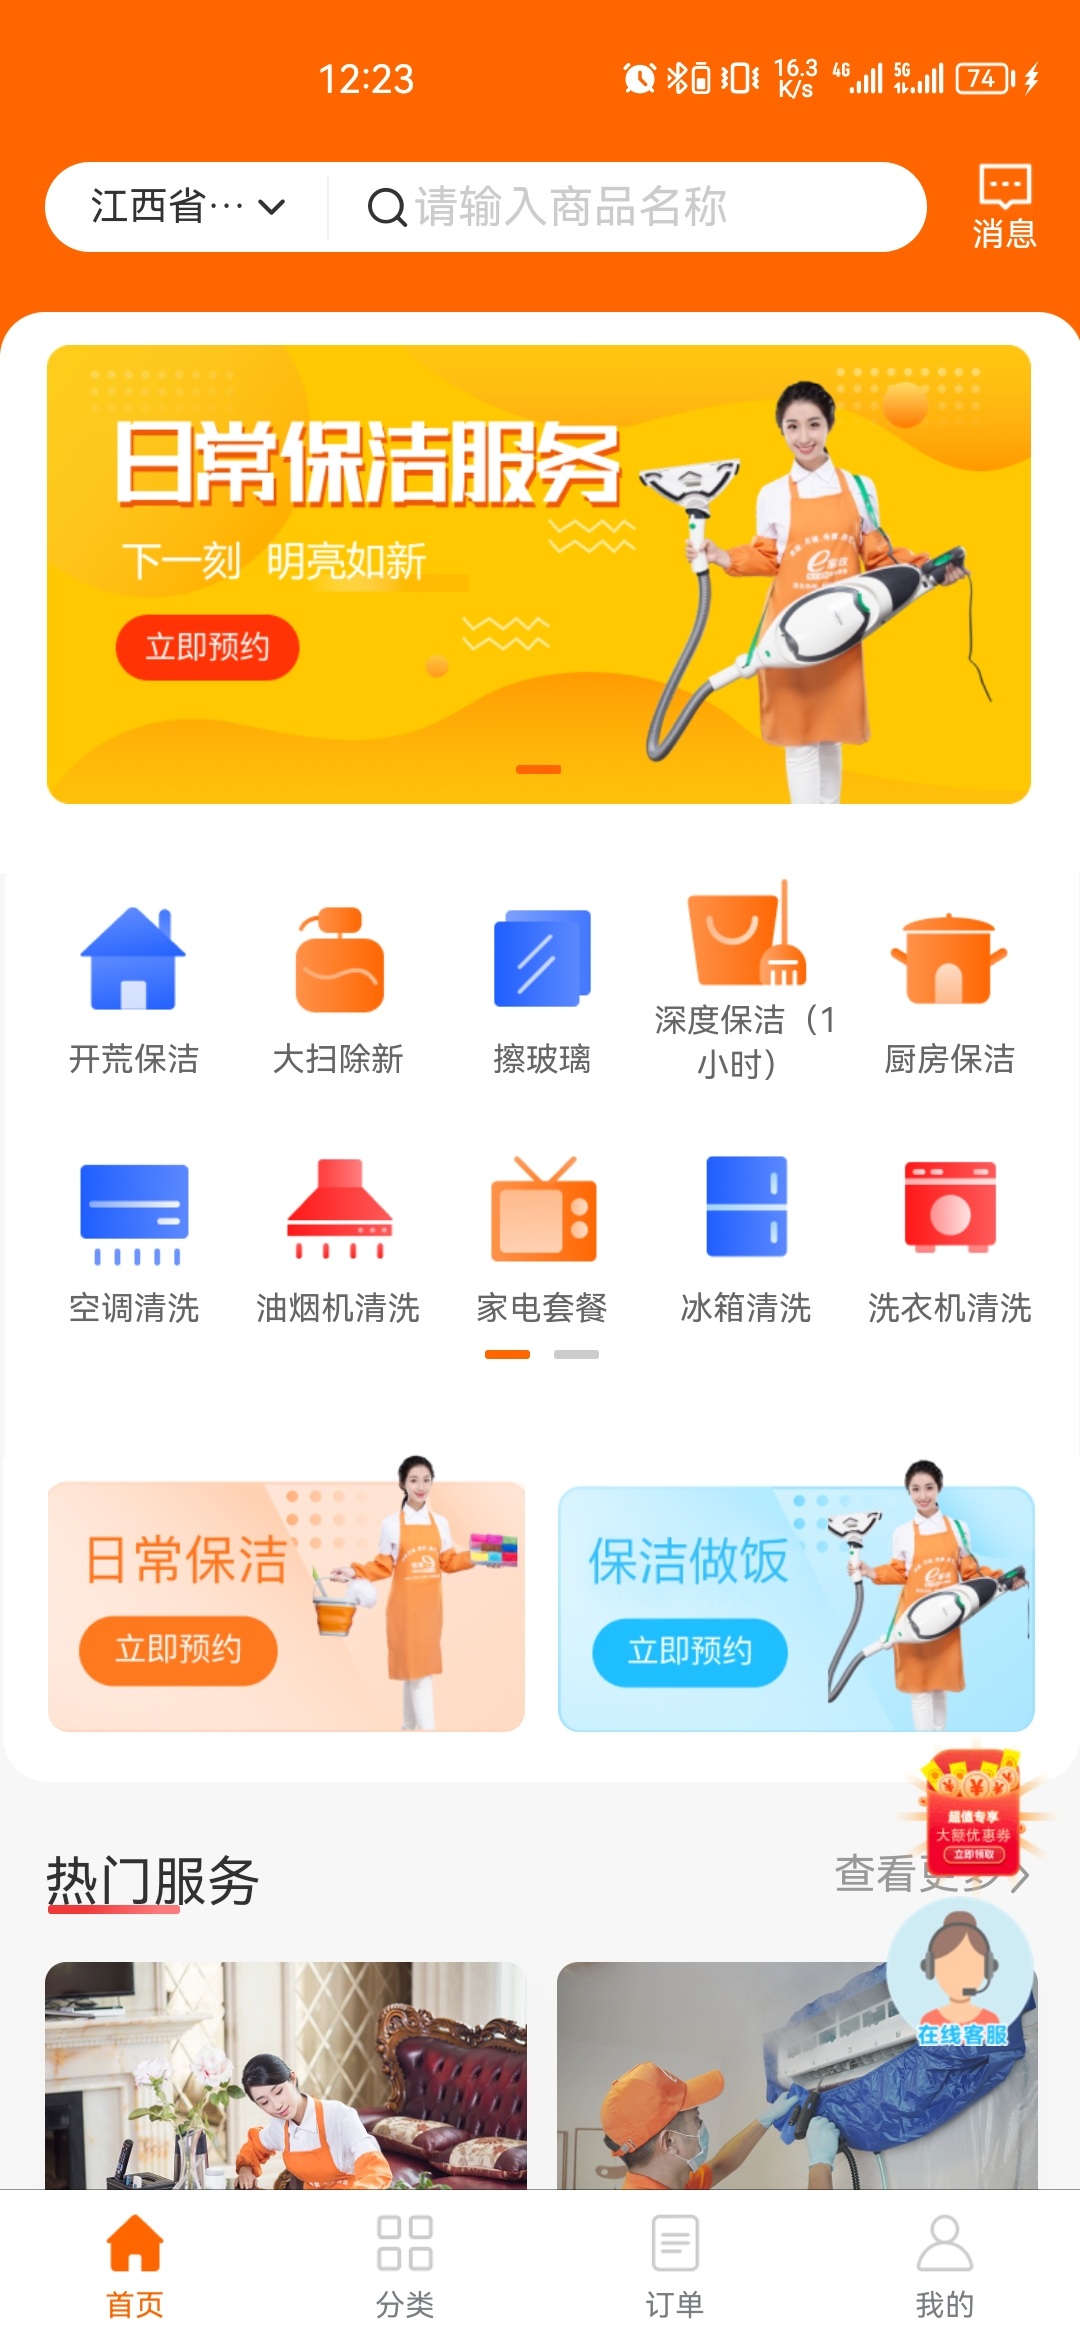 12:23
16.3
K/s
4G
5G
74
江西省···
请输入商品名称
消息
日常保洁服务
下一刻 明亮如新
立即预约
开荒保洁
大扫除新
擦玻璃
深度保洁（1
小时）
厨房保洁
空调清洗
油烟机清洗
家电套餐
冰箱清洗
洗衣机清洗
日常保洁
立即预约
保洁做饭
立即预约
超值专享
大额优惠券
立即领取
热门服务
查看更多
在线客服
首页
分类
订单
我的